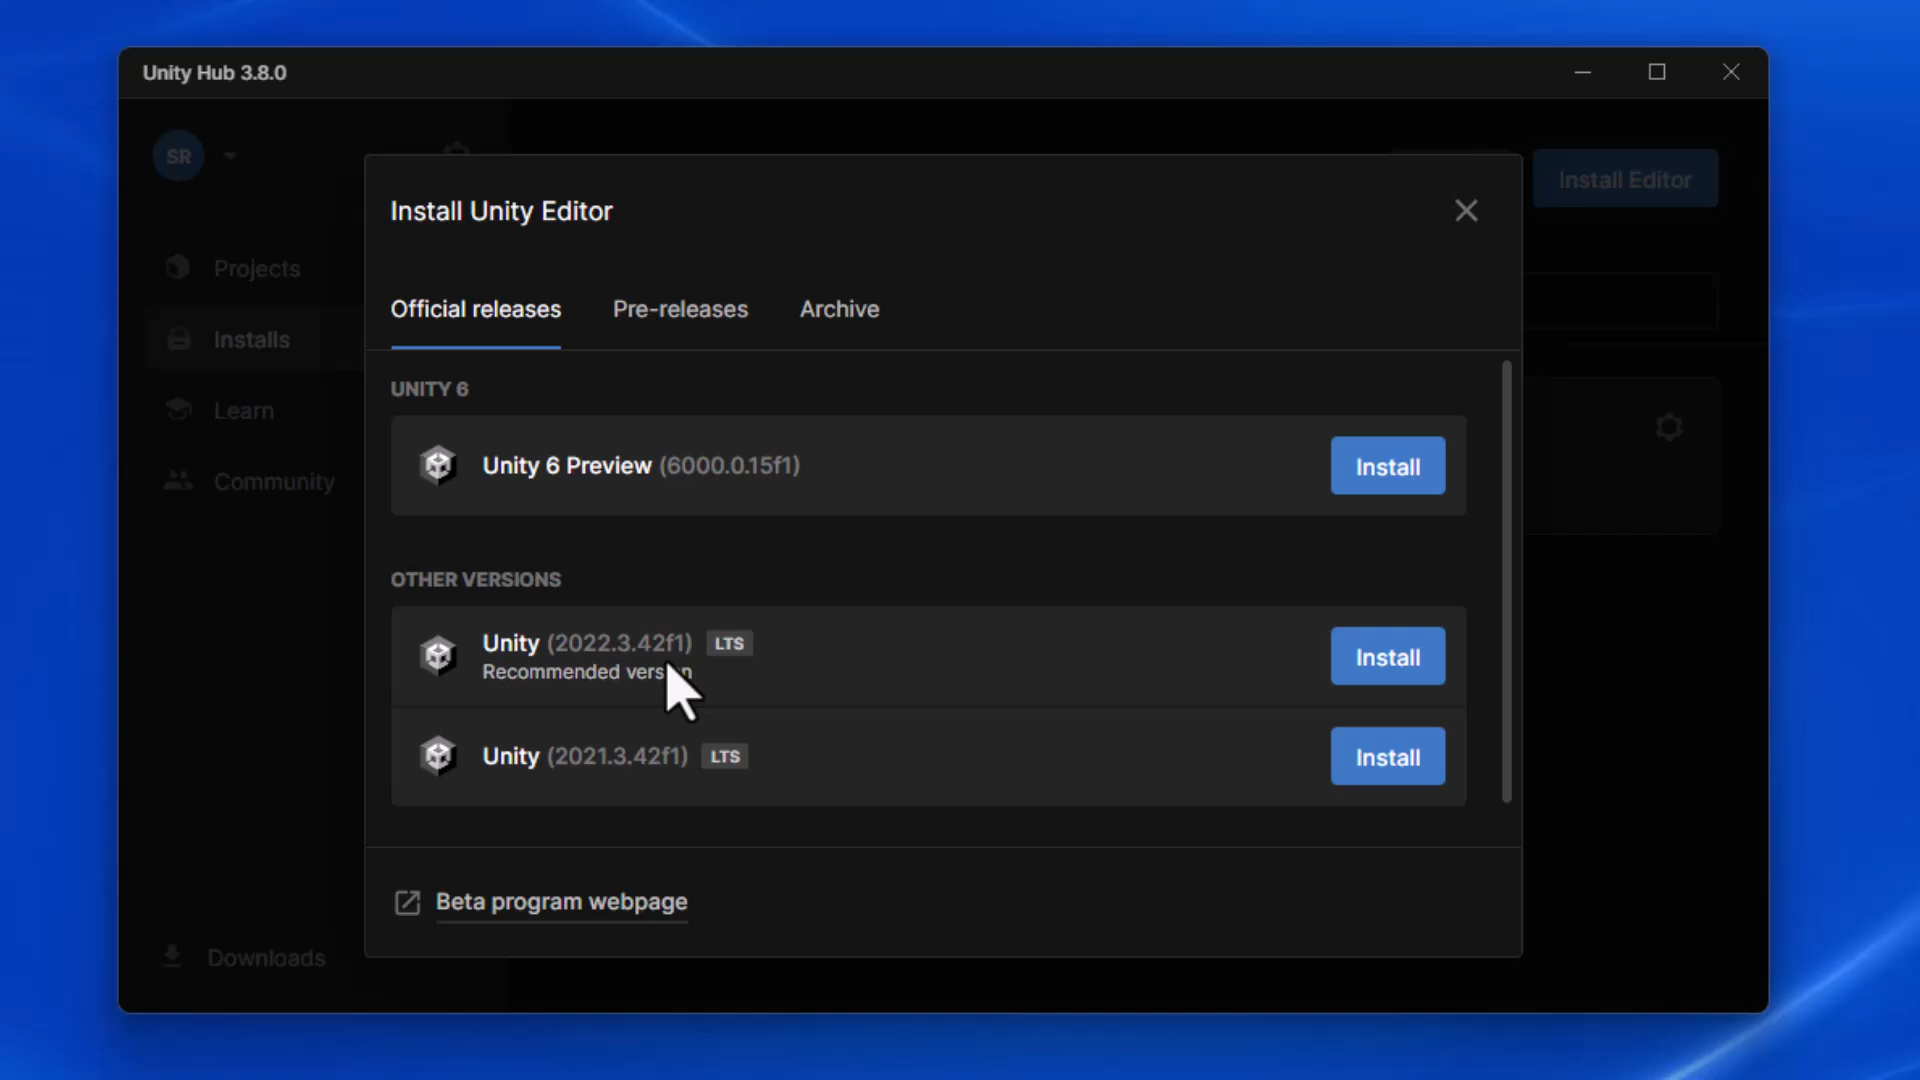 Unity Hub 3.8.0
SR
Install Editor
Install Unity Editor
Projects
Official releases
Pre-releases
Archive
Installs
UNITY 6
Learn
Unity 6 Preview (6000.0.15f1)
Install
Community
OTHER VERSIONS
Unity (2022.3.42f1) LTS
Recommended version
Install
Unity (2021.3.42f1) LTS
Install
Beta program webpage
Downloads